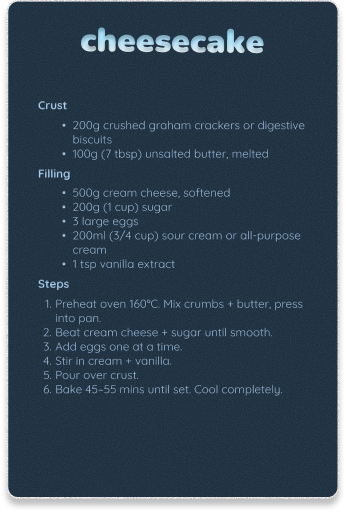 cheesecake
Crust
• 200g crushed graham crackers or digestive
biscuits
• 100g (7 tbsp) unsalted butter, melted
Filling
• 500g cream cheese, softened
• 200g (1 cup) sugar
• 3 large eggs
• 200ml (3/4 cup) sour cream or all-purpose
cream
• 1 tsp vanilla extract
Steps
1. Preheat oven 160°C. Mix crumbs + butter, press
into pan.
2. Beat cream cheese + sugar until smooth.
3. Add eggs one at a time.
4. Stir in cream + vanilla.
5. Pour over crust.
6. Bake 45–55 mins until set. Cool completely.